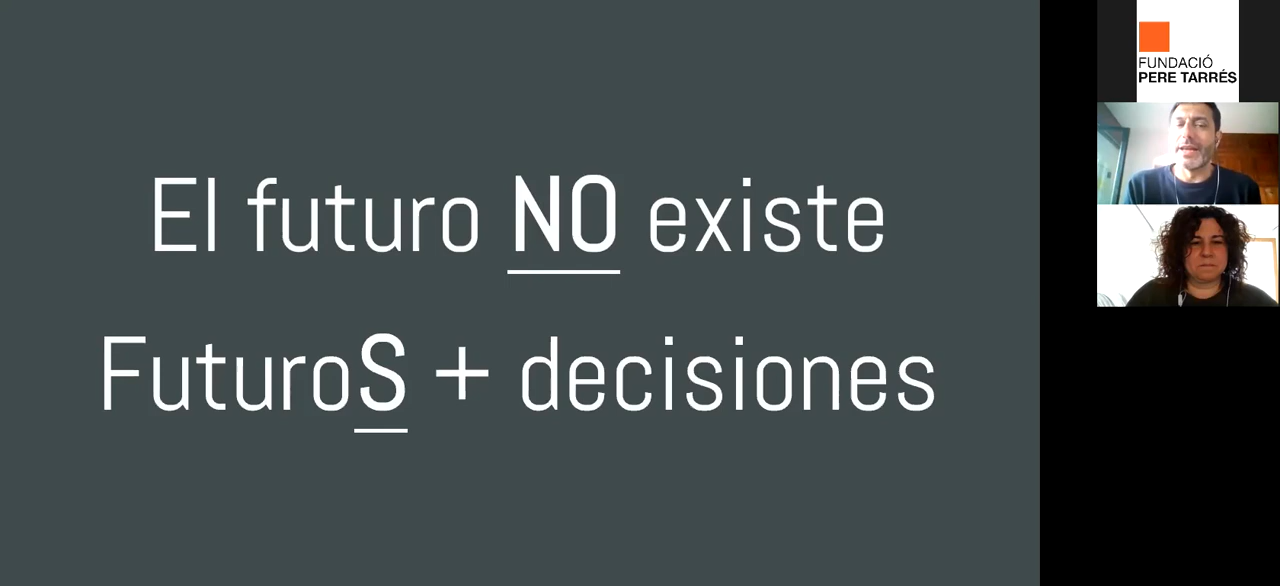 El futuro NO existe
FuturoS + decisiones
FUNDACIÓ
PERE TARRÉS